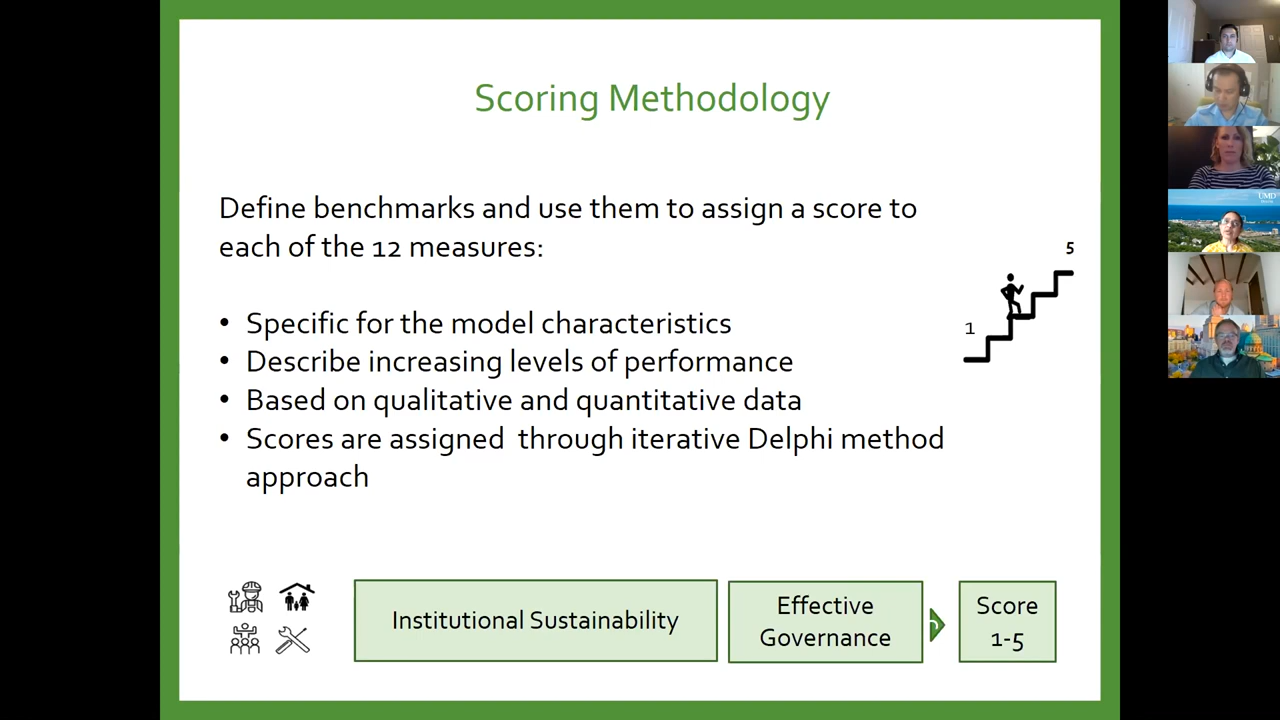 Scoring Methodology
Define benchmarks and use them to assign a score to
each of the 12 measures:
• Specific for the model characteristics
• Describe increasing levels of performance
• Based on qualitative and quantitative data
• Scores are assigned through iterative Delphi method
approach
5
1
Institutional Sustainability
Effective
Governance
Score
1-5
UMD